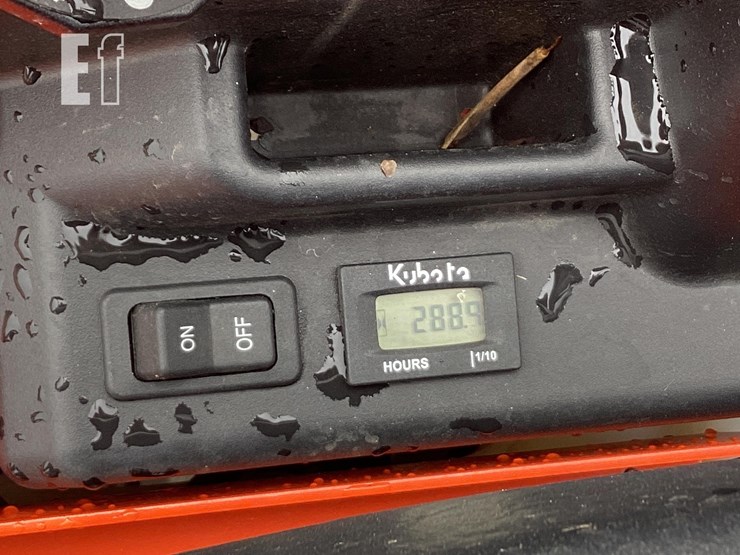 Ef
ON
OFF
Kubota
288.9
HOURS
1/10